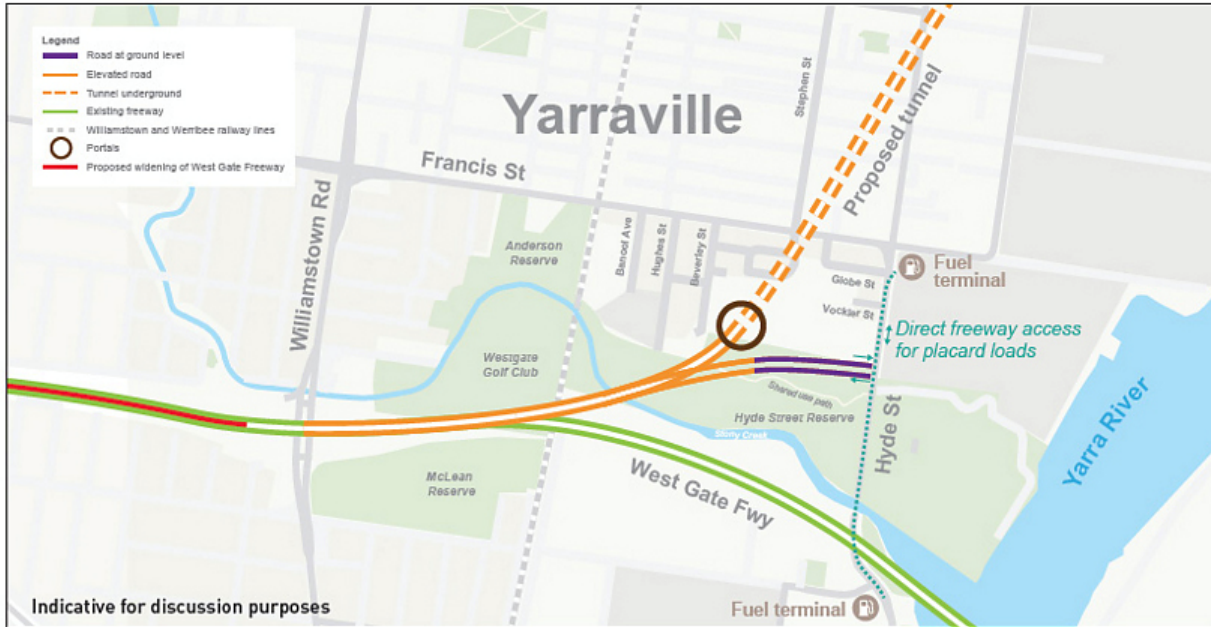 Legend
Road at ground level
Elevated road
Tunnel underground
Existing freeway
Williamstown and Werribee railway lines
Portals
Proposed widening of West Gate Freeway
Yarraville
Stephen St
Proposed tunnel
Francis St
Williamstown Rd
Anderson
Reserve
Banool Ave
Hughes St
Beverley St
Globe St
Vockler St
Fuel
terminal
Direct freeway access
for placard loads
Westgate
Golf Club
Shared use path
Hyde Street Reserve
Stony Creek
Hyde St
Yarra River
McLean
Reserve
West Gate Fwy
Fuel terminal
Indicative for discussion purposes